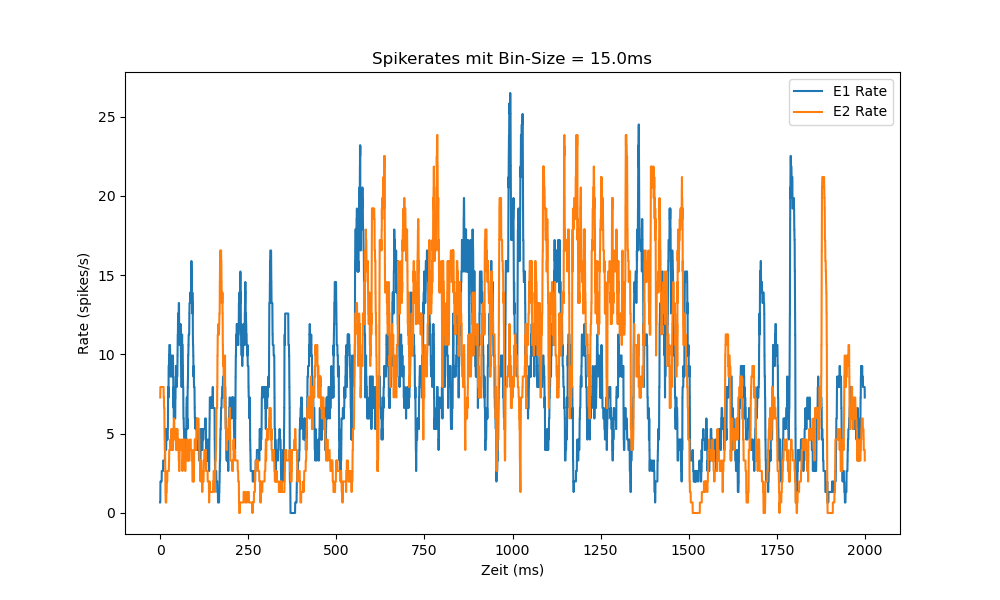 Spikerates mit Bin-Size = 15.0ms
E1 Rate
E2 Rate
Rate (spikes/s)
25
20
15
10
5
0
0 250 500 750 1000 1250 1500 1750 2000
Zeit (ms)